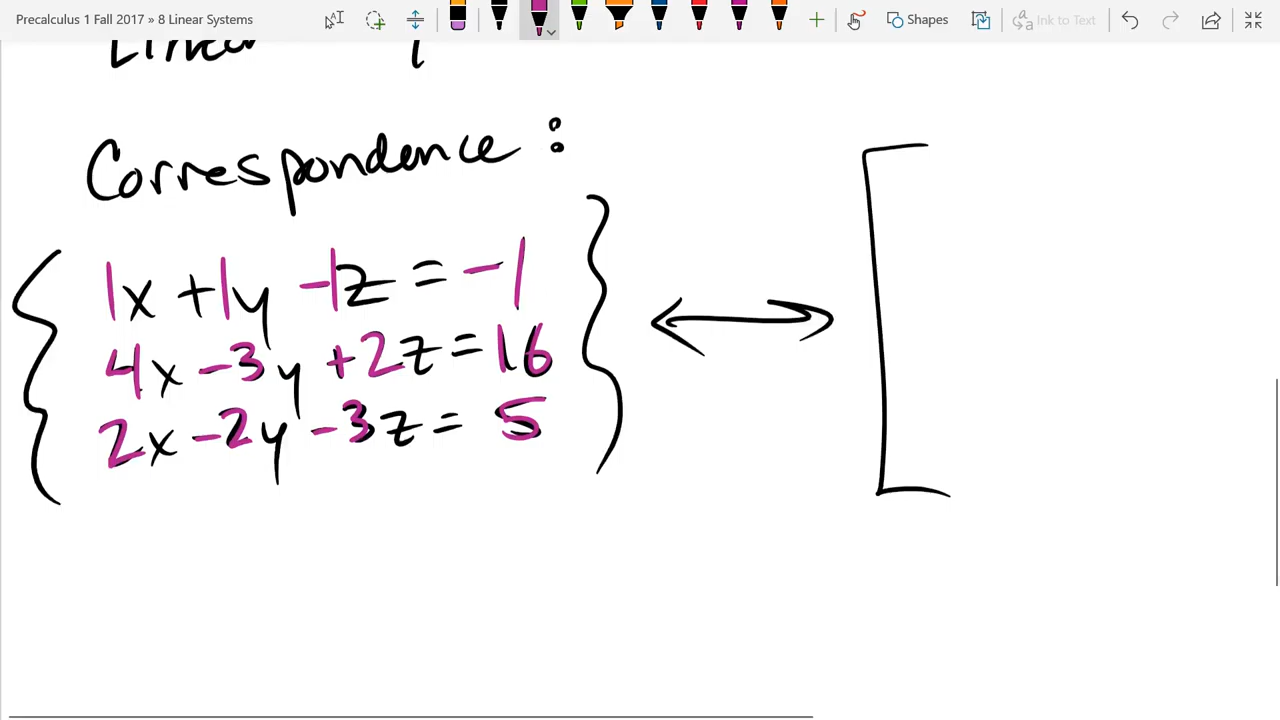 Precalculus 1 Fall 2017 » 8 Linear Systems
Shapes
Ink to Text
Linear
Correspondence:
1x + 1y - 1z = -1
4x - 3y + 2z = 16
2x - 2y - 3z = 5